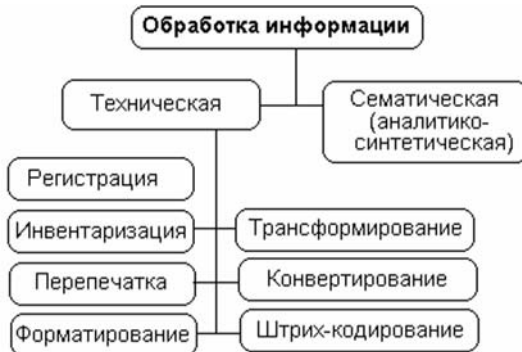 Обработка информации
Техническая
Сематическая
(аналитико-
синтетическая)
Регистрация
Инвентаризация
Трансформирование
Перепечатка
Конвертирование
Форматирование
Штрих-кодирование